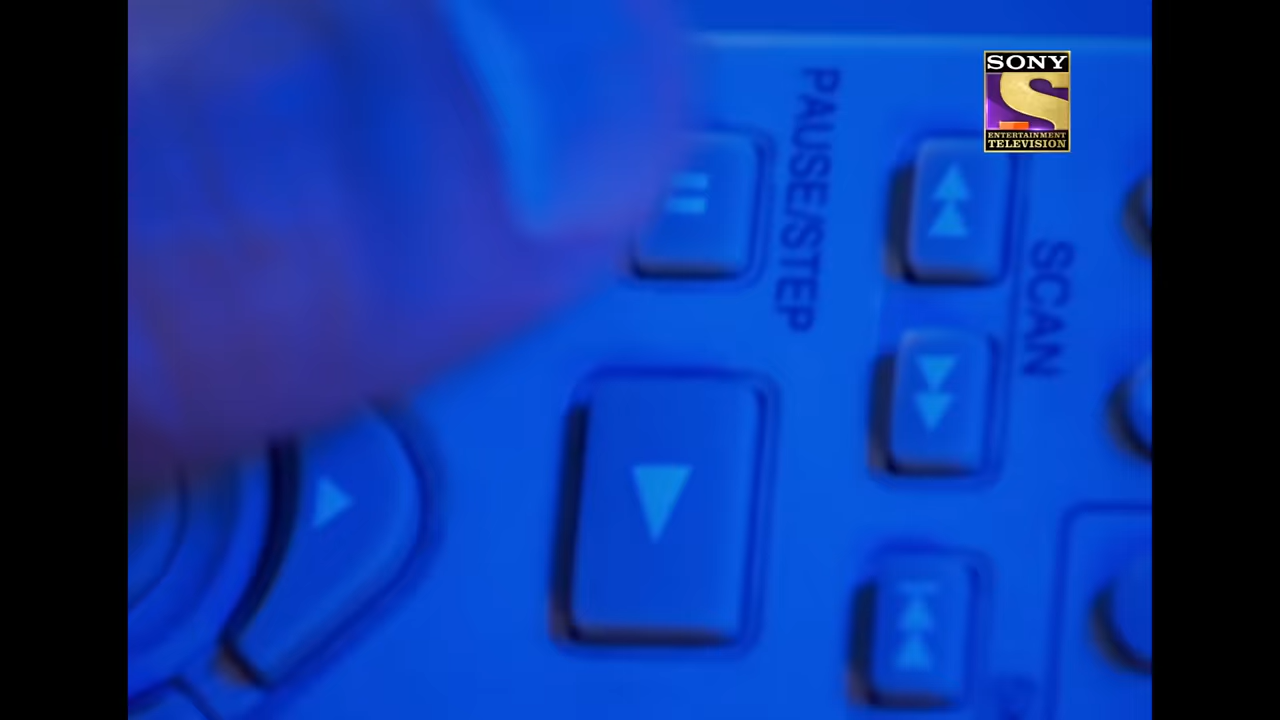 SONY
ENTERTAINMENT
TELEVISION
PAUSE/STEP
SCAN